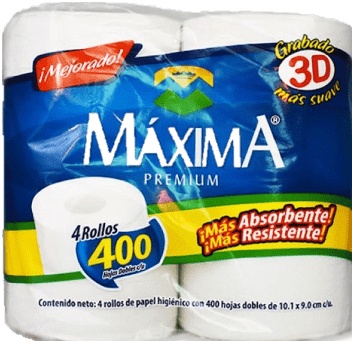 ¡Mejorado!
Grabado
3D
más suave
MÁXIMA®
PREMIUM
4 Rollos
400
Hojas Dobles c/u
¡Más Absorbente!
¡Más Resistente!
Contenido neto: 4 rollos de papel higiénico con 400 hojas dobles de 10.1 x 9.0 cm c/u.